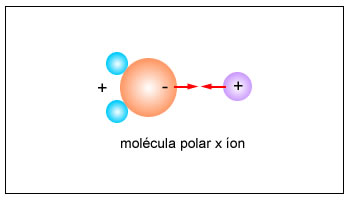 + - +
molécula polar x íon